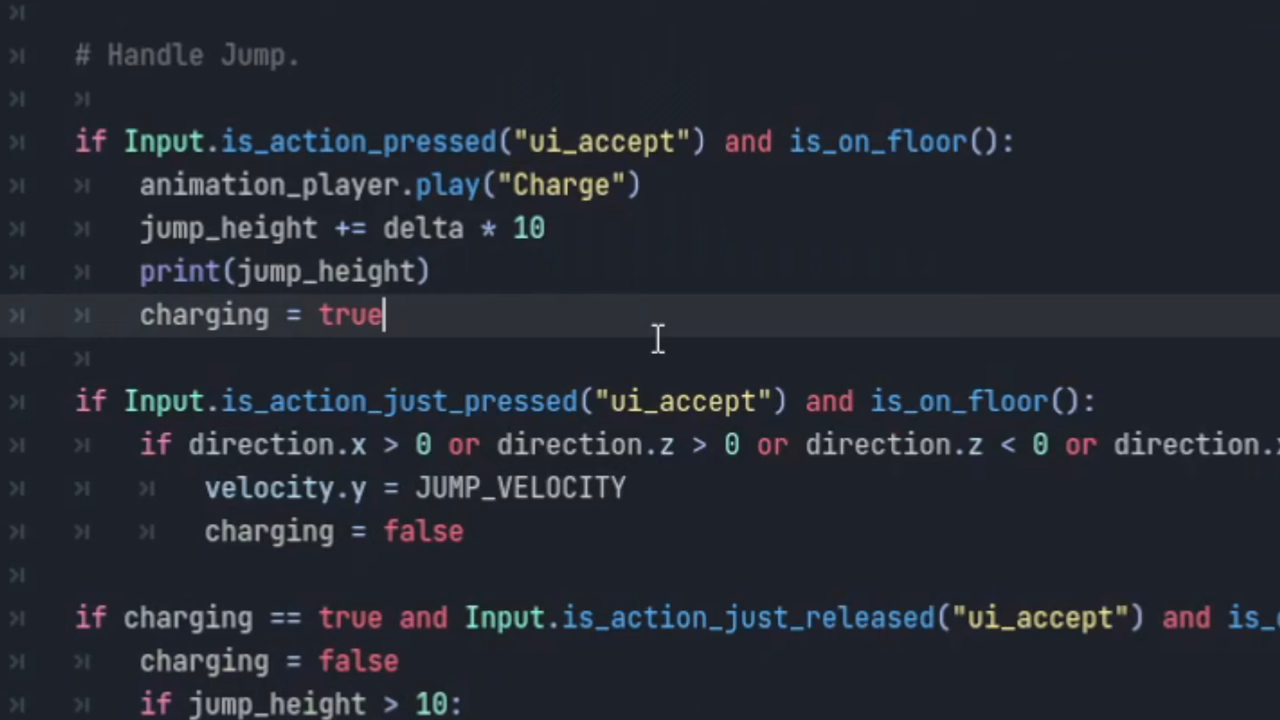 # Handle Jump.
if Input.is_action_pressed("ui_accept") and is_on_floor():
animation_player.play("Charge")
jump_height += delta * 10
print(jump_height)
charging = true
if Input.is_action_just_pressed("ui_accept") and is_on_floor():
if direction.x > 0 or direction.z > 0 or direction.z < 0 or direction.
velocity.y = JUMP_VELOCITY
charging = false
if charging == true and Input.is_action_just_released("ui_accept") and is_
charging = false
if jump_height > 10: